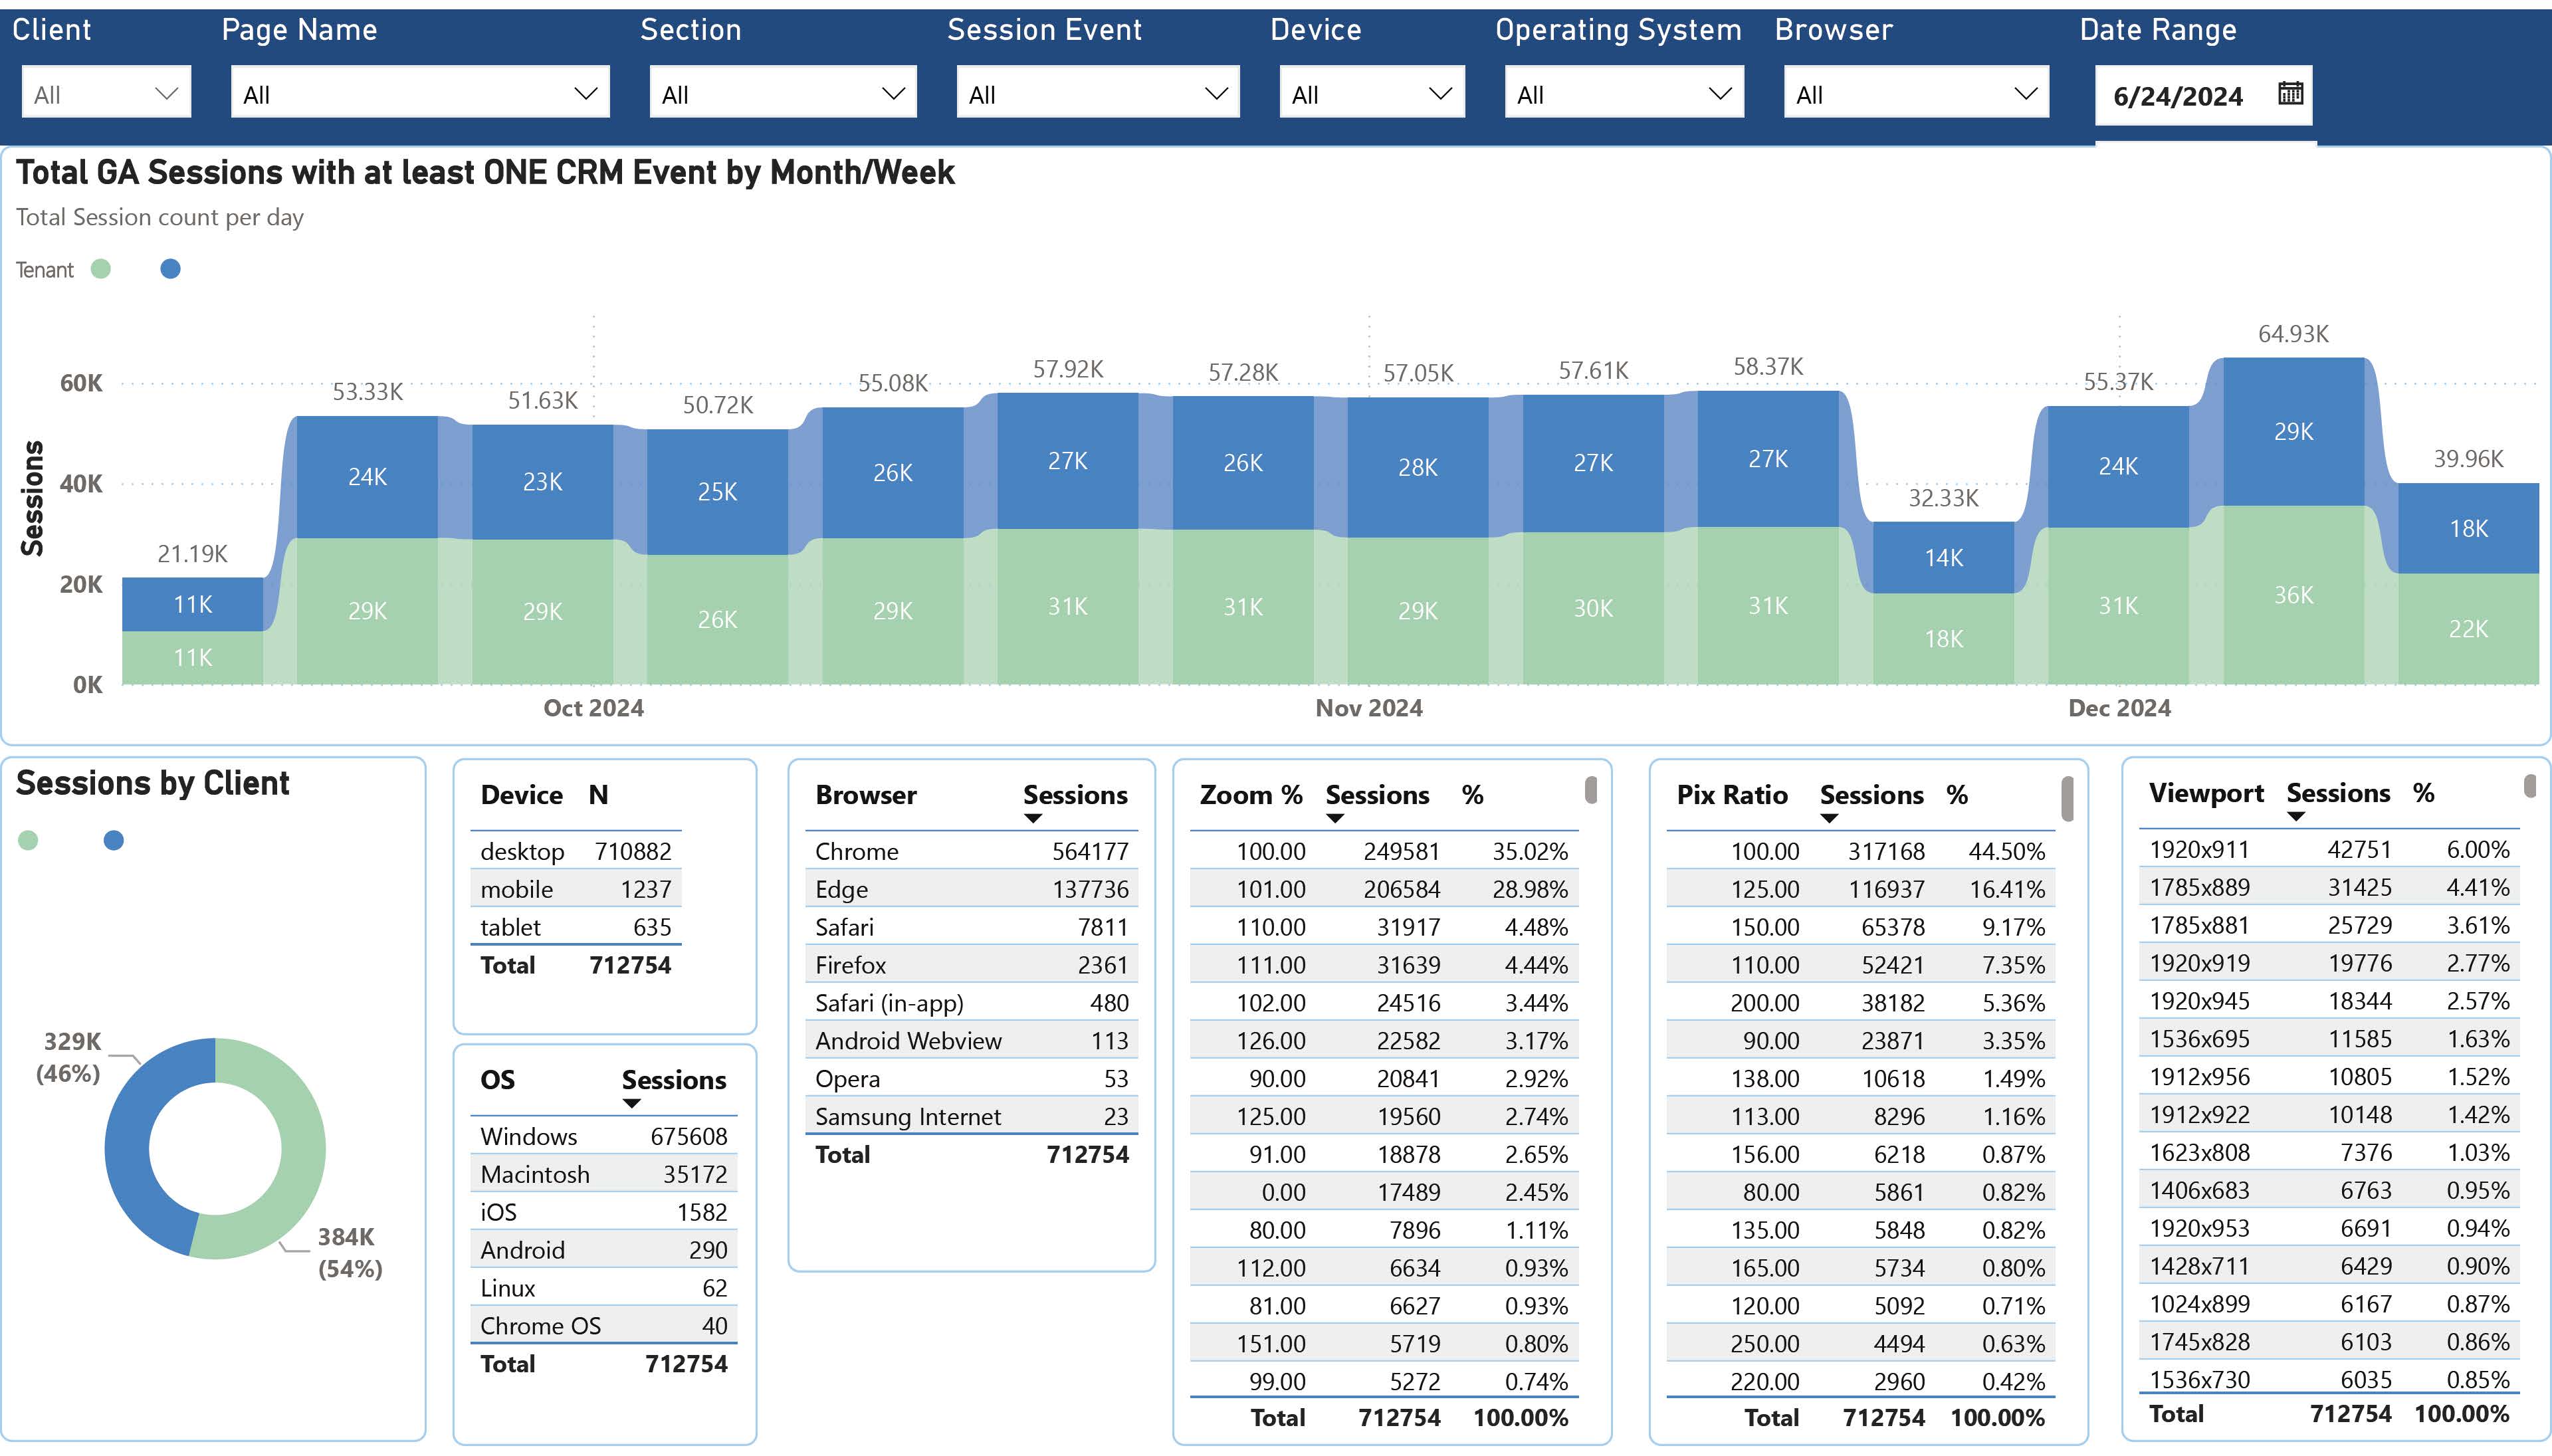 Client Page Name Section Session Event Device Operating System Browser Date Range
All All All All All All All 6/24/2024
Total GA Sessions with at least ONE CRM Event by Month/Week
Total Session count per day
Tenant
Sessions
60K
40K
20K
0K
21.19K 53.33K 51.63K 50.72K 55.08K 57.92K 57.28K 57.05K 57.61K 58.37K 32.33K 55.37K 64.93K 39.96K
11K 24K 23K 25K 26K 27K 26K 28K 27K 27K 14K 24K 29K 18K
11K 29K 29K 26K 29K 31K 31K 29K 30K 31K 18K 31K 36K 22K
Oct 2024 Nov 2024 Dec 2024
Sessions by Client
329K
(46%)
384K
(54%)
Device N
desktop 710882
mobile 1237
tablet 635
Total 712754
OS Sessions
Windows 675608
Macintosh 35172
iOS 1582
Android 290
Linux 62
Chrome OS 40
Total 712754
Browser Sessions
Chrome 564177
Edge 137736
Safari 7811
Firefox 2361
Safari (in-app) 480
Android Webview 113
Opera 53
Samsung Internet 23
Total 712754
Zoom % Sessions %
100.00 249581 35.02%
101.00 206584 28.98%
110.00 31917 4.48%
111.00 31639 4.44%
102.00 24516 3.44%
126.00 22582 3.17%
90.00 20841 2.92%
125.00 19560 2.74%
91.00 18878 2.65%
0.00 17489 2.45%
80.00 7896 1.11%
112.00 6634 0.93%
81.00 6627 0.93%
151.00 5719 0.80%
99.00 5272 0.74%
Total 712754 100.00%
Pix Ratio Sessions %
100.00 317168 44.50%
125.00 116937 16.41%
150.00 65378 9.17%
110.00 52421 7.35%
200.00 38182 5.36%
90.00 23871 3.35%
138.00 10618 1.49%
113.00 8296 1.16%
156.00 6218 0.87%
80.00 5861 0.82%
135.00 5848 0.82%
165.00 5734 0.80%
120.00 5092 0.71%
250.00 4494 0.63%
220.00 2960 0.42%
Total 712754 100.00%
Viewport Sessions %
1920x911 42751 6.00%
1785x889 31425 4.41%
1785x881 25729 3.61%
1920x919 19776 2.77%
1920x945 18344 2.57%
1536x695 11585 1.63%
1912x956 10805 1.52%
1912x922 10148 1.42%
1623x808 7376 1.03%
1406x683 6763 0.95%
1920x953 6691 0.94%
1428x711 6429 0.90%
1024x899 6167 0.87%
1745x828 6103 0.86%
1536x730 6035 0.85%
Total 712754 100.00%